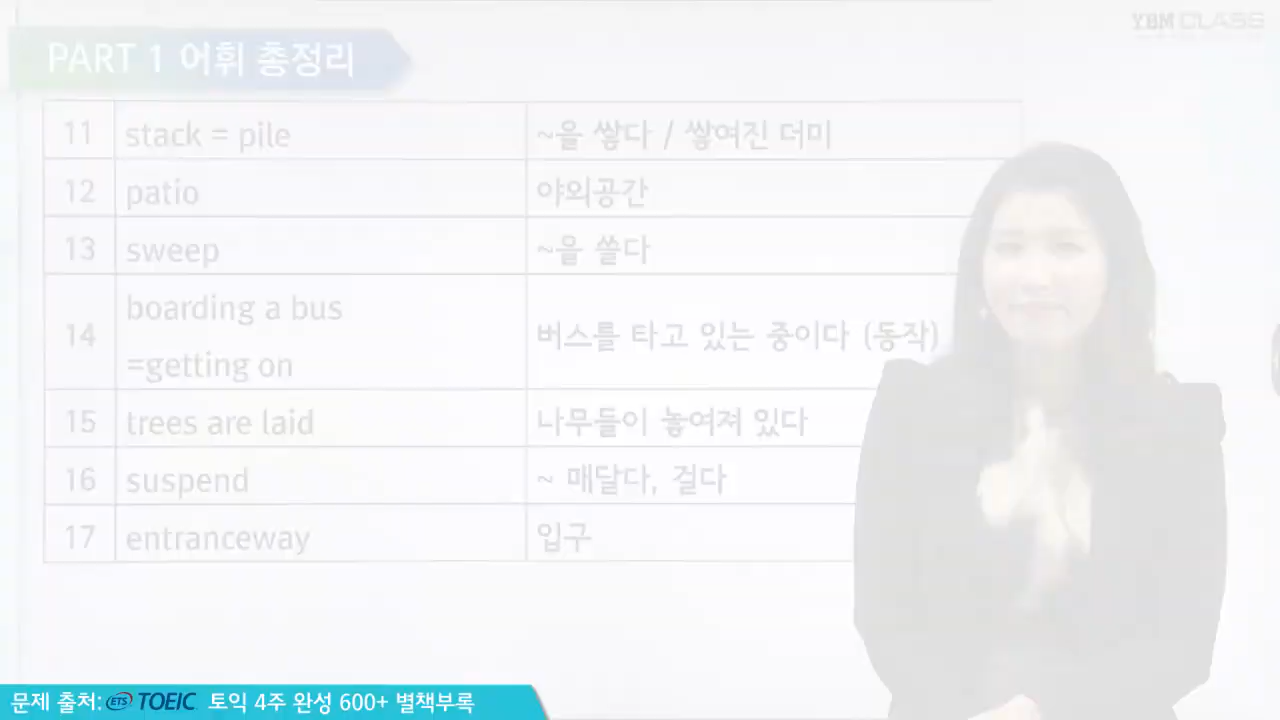 YBM CLASS
PART 1 어휘 총정리
11 stack = pile ~을 쌓다 / 쌓여진 더미
12 patio 야외공간
13 sweep ~을 쓸다
14 boarding a bus =getting on 버스를 타고 있는 중이다 (동작)
15 trees are laid 나무들이 놓여져 있다
16 suspend ~ 매달다, 걸다
17 entranceway 입구
문제 출처: ETS TOEIC 토익 4주 완성 600+ 별책부록